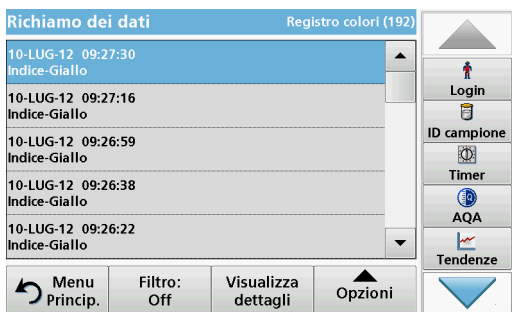 Richiamo dei dati
Registro colori (192)
10-LUG-12 09:27:30
Indice-Giallo
10-LUG-12 09:27:16
Indice-Giallo
10-LUG-12 09:26:59
Indice-Giallo
10-LUG-12 09:26:38
Indice-Giallo
10-LUG-12 09:26:22
Indice-Giallo
Login
ID campione
Timer
AQA
Tendenze
Menu
Princip.
Filtro:
Off
Visualizza
dettagli
Opzioni